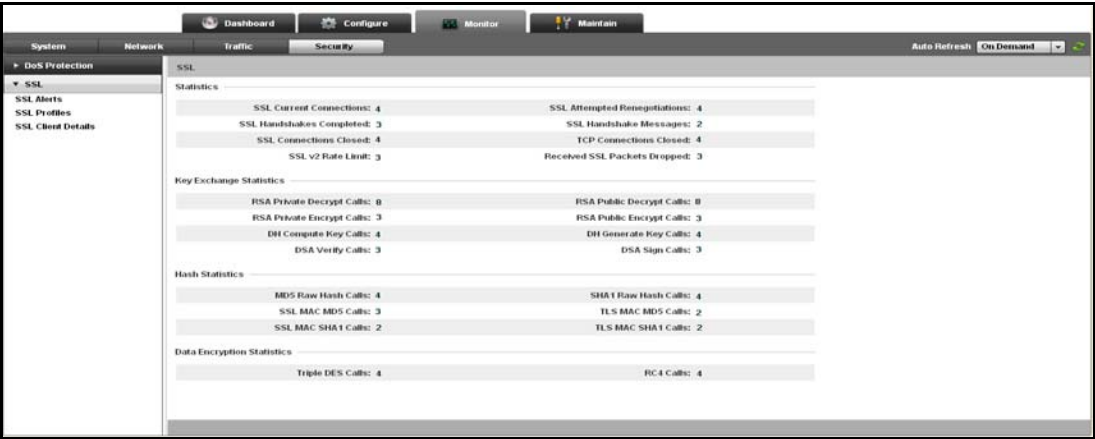 Dashboard Configure Monitor Maintain
System Network Traffic Security Auto Refresh On Demand
DoS Protection
SSL
SSL Alerts
SSL Profiles
SSL Client Details
SSL
Statistics
SSL Current Connections: 4 SSL Attempted Renegotiations: 4
SSL Handshakes Completed: 3 SSL Handshake Messages: 2
SSL Connections Closed: 4 TCP Connections Closed: 4
SSL v2 Rate Limit: 3 Received SSL Packets Dropped: 3
Key Exchange Statistics
RSA Private Decrypt Calls: 8 RSA Public Decrypt Calls: 8
RSA Private Encrypt Calls: 3 RSA Public Encrypt Calls: 3
DH Compute Key Calls: 4 DH Generate Key Calls: 4
DSA Verify Calls: 3 DSA Sign Calls: 3
Hash Statistics
MD5 Raw Hash Calls: 4 SHA1 Raw Hash Calls: 4
SSL MAC MD5 Calls: 3 TLS MAC MD5 Calls: 2
SSL MAC SHA1 Calls: 2 TLS MAC SHA1 Calls: 2
Data Encryption Statistics
Triple DES Calls: 4 RC4 Calls: 4